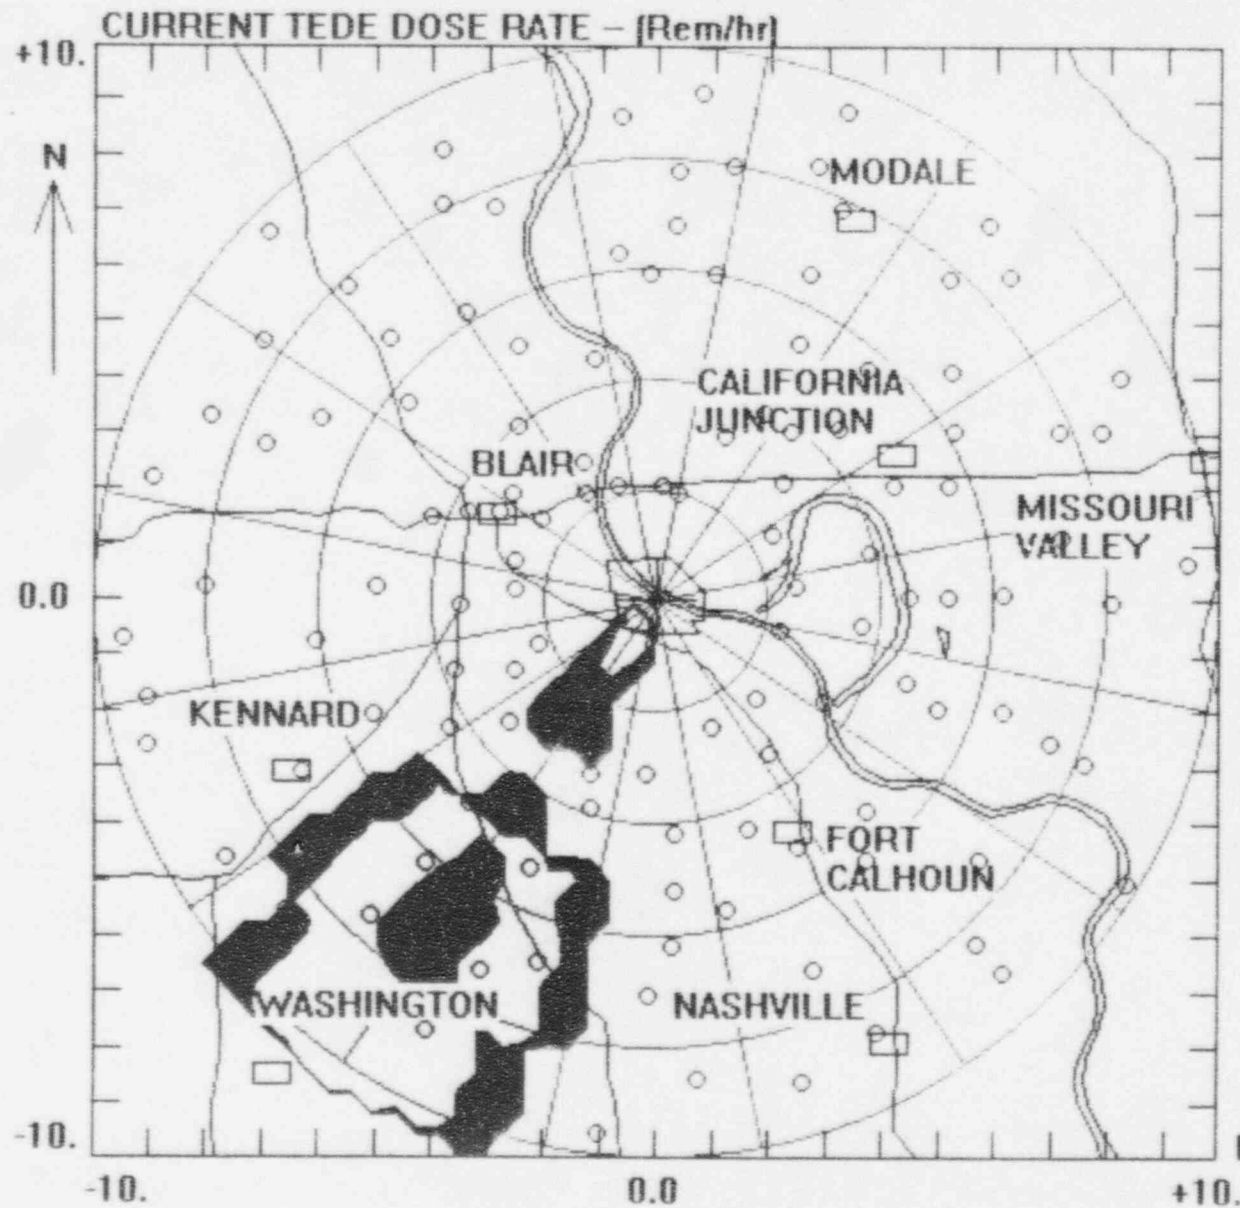 CURRENT TEDE DOSE RATE – (Rem/hr)
+10.
N
MODALE
CALIFORNIA
JUNCTION
BLAIR
MISSOURI
VALLEY
0.0
KENNARD
FORT
CALHOUN
WASHINGTON
NASHVILLE
-10.
-10.
0.0
+10.